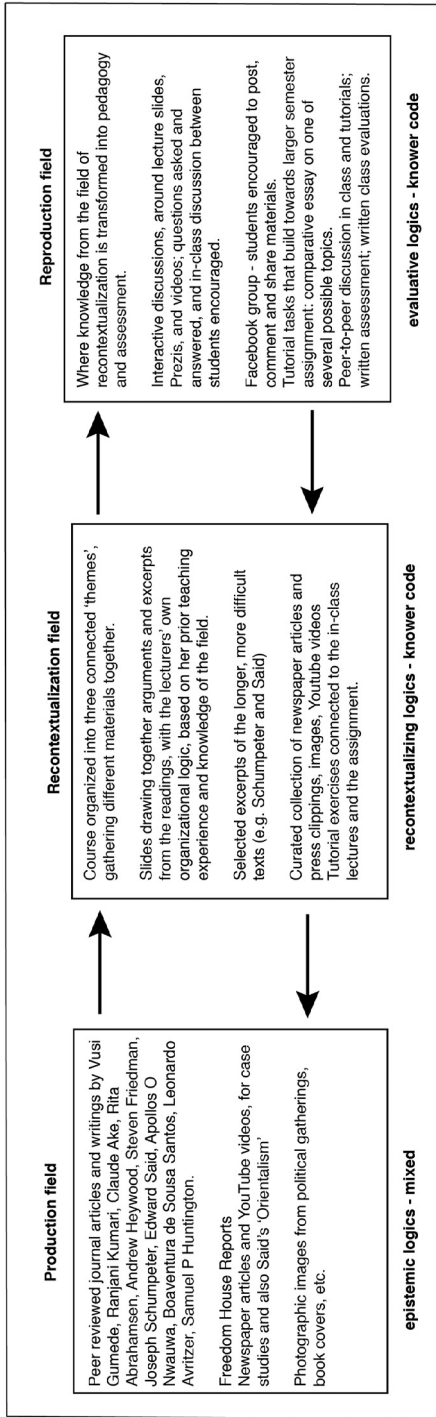 Production field
Peer reviewed journal articles and writings by Vusi
Gumede, Ranjani Kumari, Claude Ake, Rita
Abrahamsen, Andrew Heywood, Steven Friedman,
Joseph Schumpeter, Edward Said, Apollos O
Nwauwa, Boaventura de Sousa Santos, Leonardo
Avritzer, Samuel P Huntington.
Freedom House Reports
Newspaper articles and YouTube videos, for case
studies and also Said's 'Orientalism'
Photographic images from political gatherings,
book covers, etc.
epistemic logics - mixed
Recontextualization field
Course organized into three connected 'themes',
gathering different materials together.
Slides drawing together arguments and excerpts
from the readings, with the lecturers' own
organizational logic, based on her prior teaching
experience and knowledge of the field.
Selected excerpts of the longer, more difficult
texts (e.g. Schumpeter and Said)
Curated collection of newspaper articles and
press clippings, images, Youtube videos
Tutorial exercises connected to the in-class
lectures and the assignment.
recontextualizing logics - knower code
Reproduction field
Where knowledge from the field of
recontextualization is transformed into pedagogy
and assessment.
Interactive discussions, around lecture slides,
Prezis, and videos; questions asked and
answered, and in-class discussion between
students encouraged.
Facebook group - students encouraged to post,
comment and share materials.
Tutorial tasks that build towards larger semester
assignment: comparative essay on one of
several possible topics.
Peer-to-peer discussion in class and tutorials;
written assessment; written class evaluations.
evaluative logics - knower code